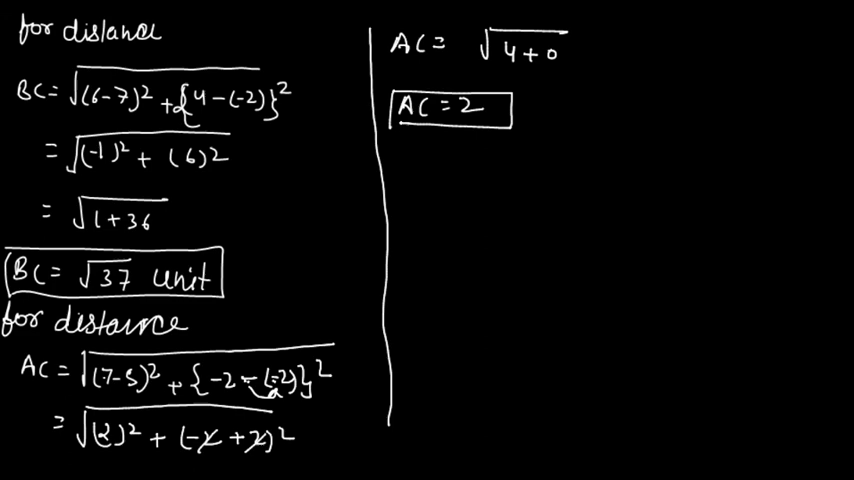 for distance
BC = √(6-7)² + {4-(-2)}²
= √(-1)² + (6)²
= √1+36
BC = √37 unit
for distance
AC = √(7-5)² + {-2-(-2)}²
= √(2)² + (-2+2)²
AC = √4+0
AC = 2